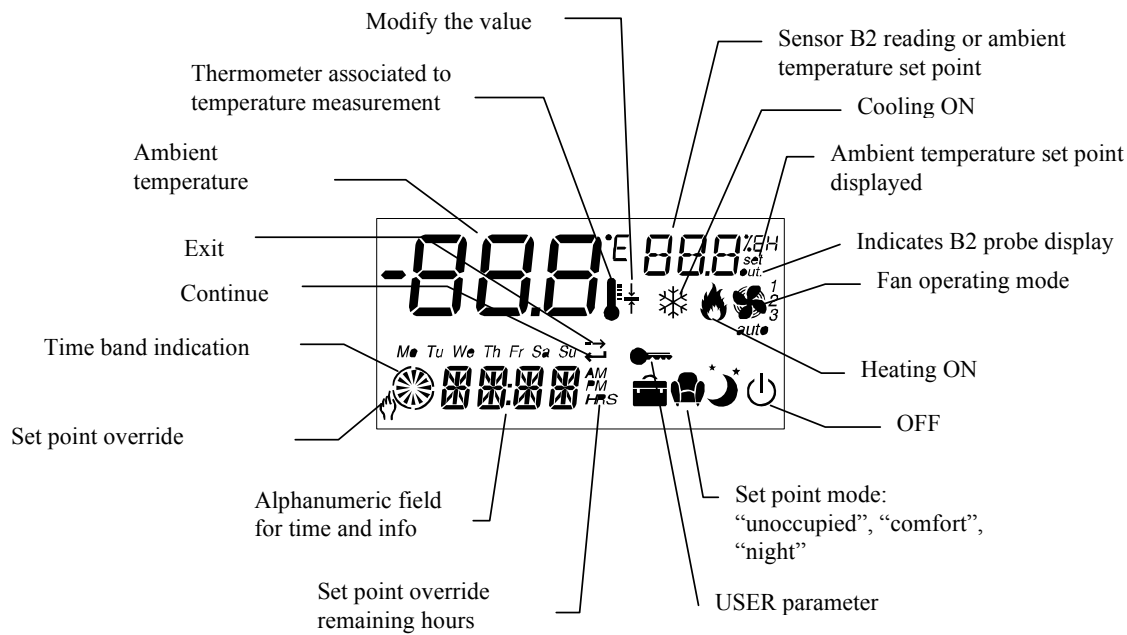 Modify the value
Sensor B2 reading or ambient
temperature set point
Thermometer associated to
temperature measurement
Cooling ON
Ambient
temperature
Ambient temperature set point
displayed
Exit
Indicates B2 probe display
Continue
Fan operating mode
-88.8 °E 88.8 %EH
set
out.
1
2
3
auto
Time band indication
Mo Tu We Th Fr Sa Su
Heating ON
AM
PM
HRS
Set point override
OFF
Alphanumeric field
for time and info
Set point mode:
“unoccupied”, “comfort”,
“night”
Set point override
remaining hours
USER parameter